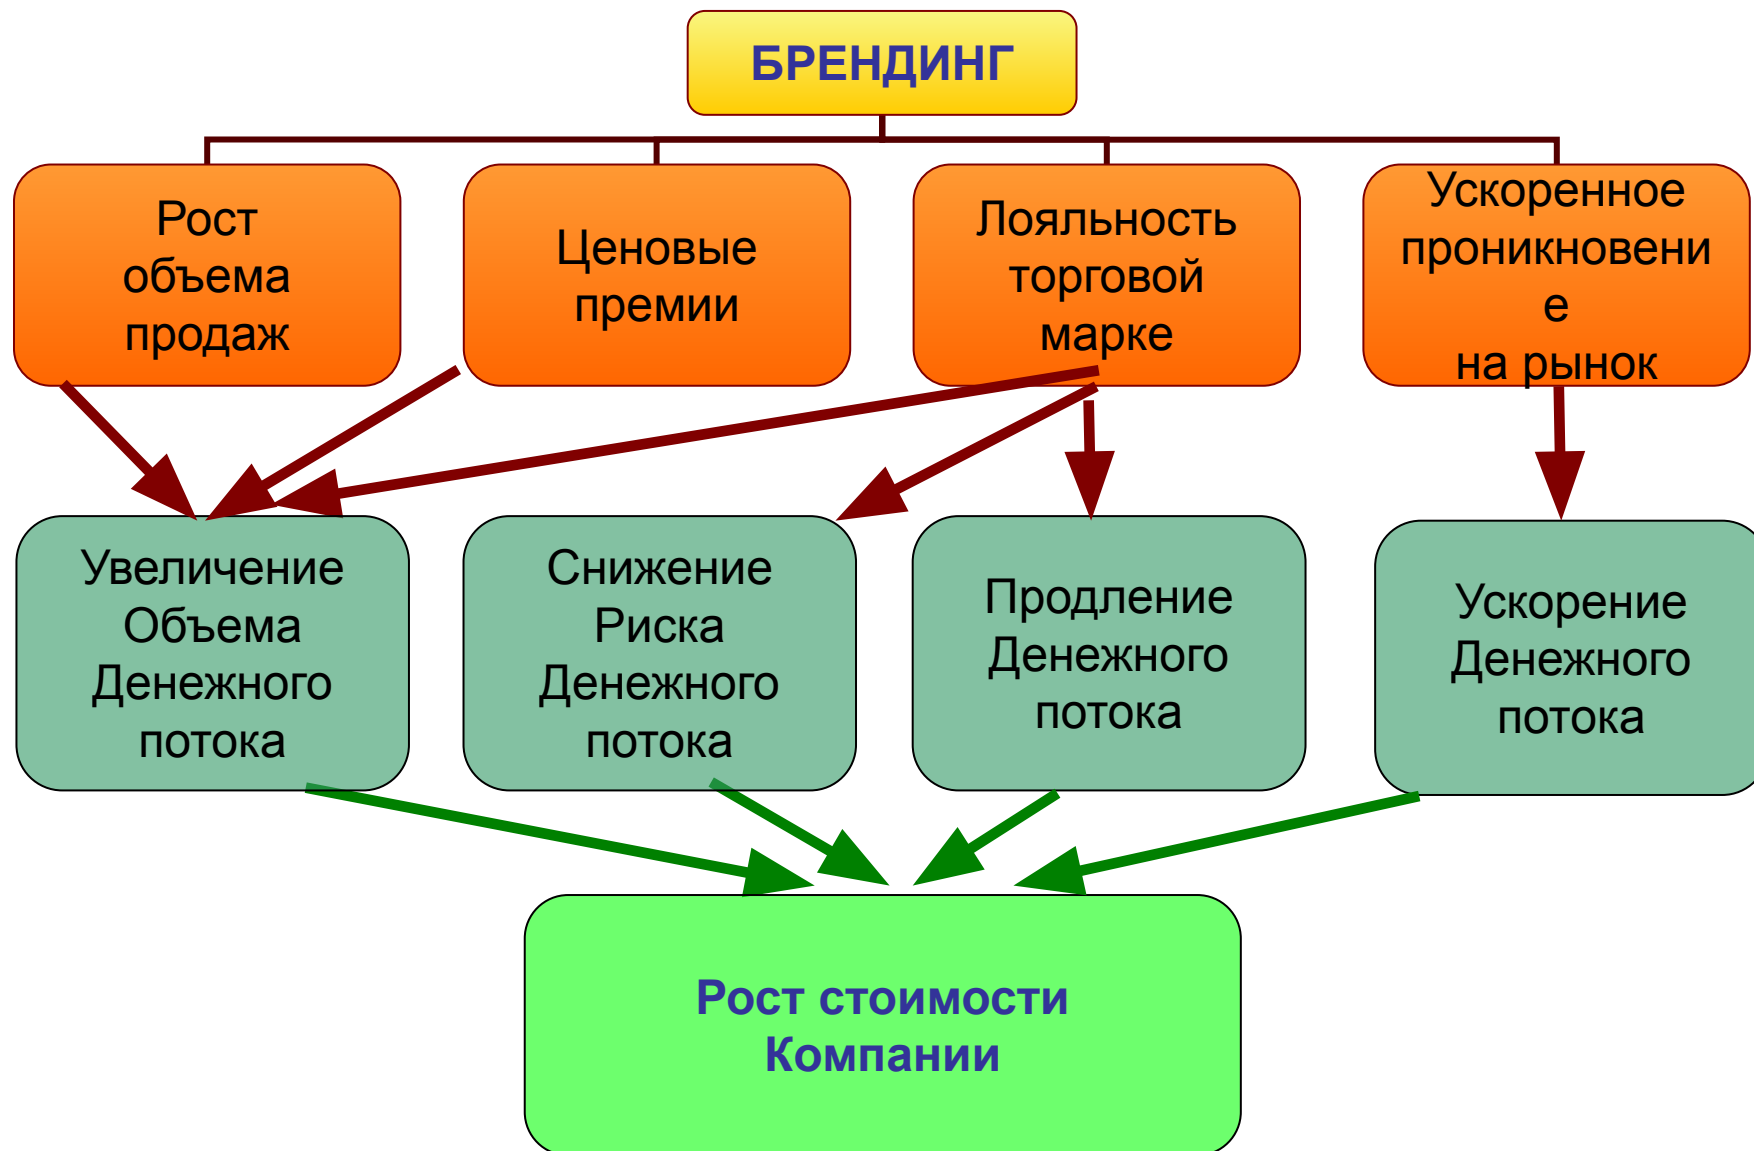 БРЕНДИНГ
Рост
объема
продаж
Ценовые
премии
Лояльность
торговой
марке
Ускоренное
проникновени
е
на рынок
Увеличение
Объема
Денежного
потока
Снижение
Риска
Денежного
потока
Продление
Денежного
потока
Ускорение
Денежного
потока
Рост стоимости
Компании